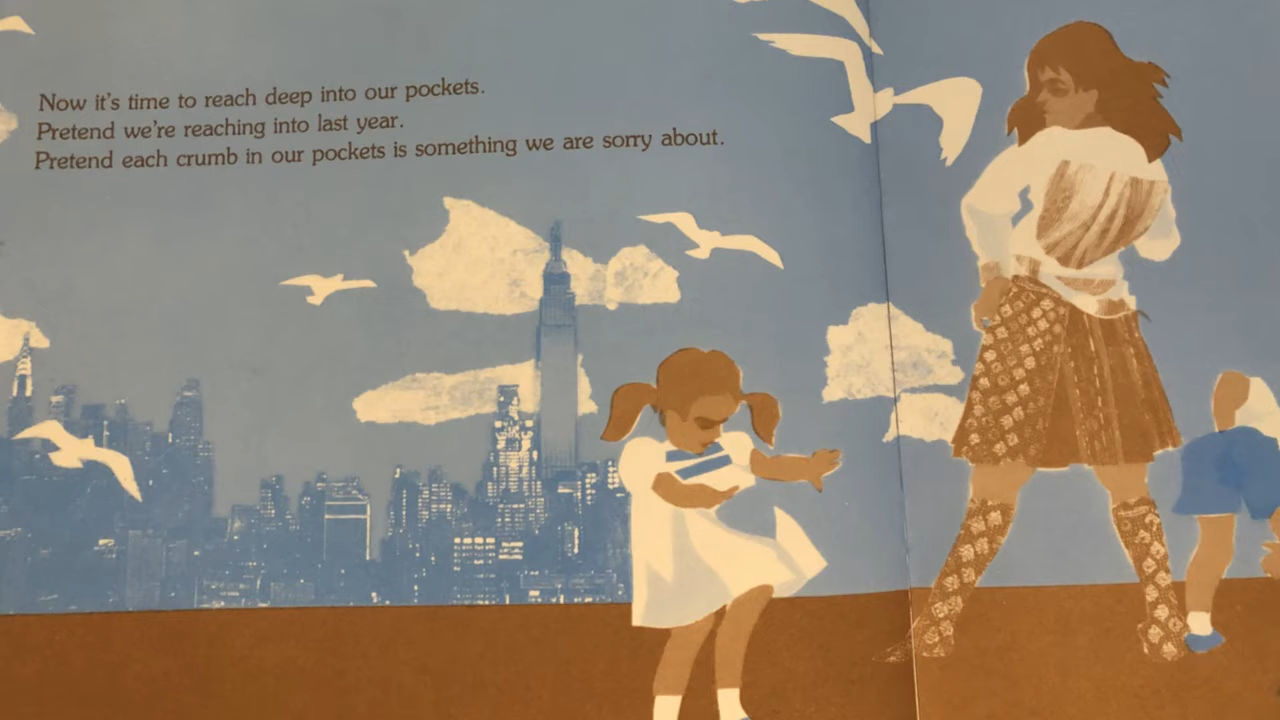 Now it's time to reach deep into our pockets.
Pretend we're reaching into last year.
Pretend each crumb in our pockets is something we are sorry about.